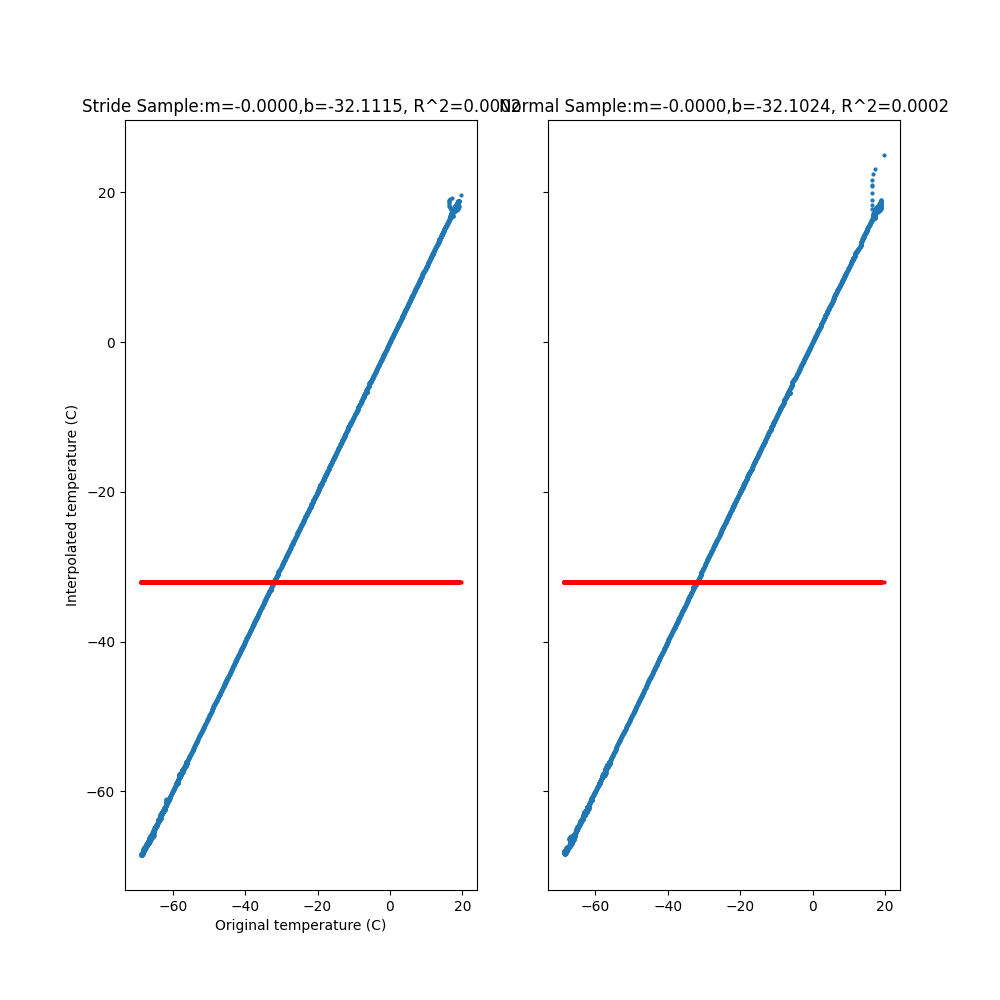 Stride Sample:m=-0.0000,b=-32.1115, R^2=0.0002
Normal Sample:m=-0.0000,b=-32.1024, R^2=0.0002
20
0
−20
−40
−60
Interpolated temperature (C)
−60 −40 −20 0 20
−60 −40 −20 0 20
Original temperature (C)